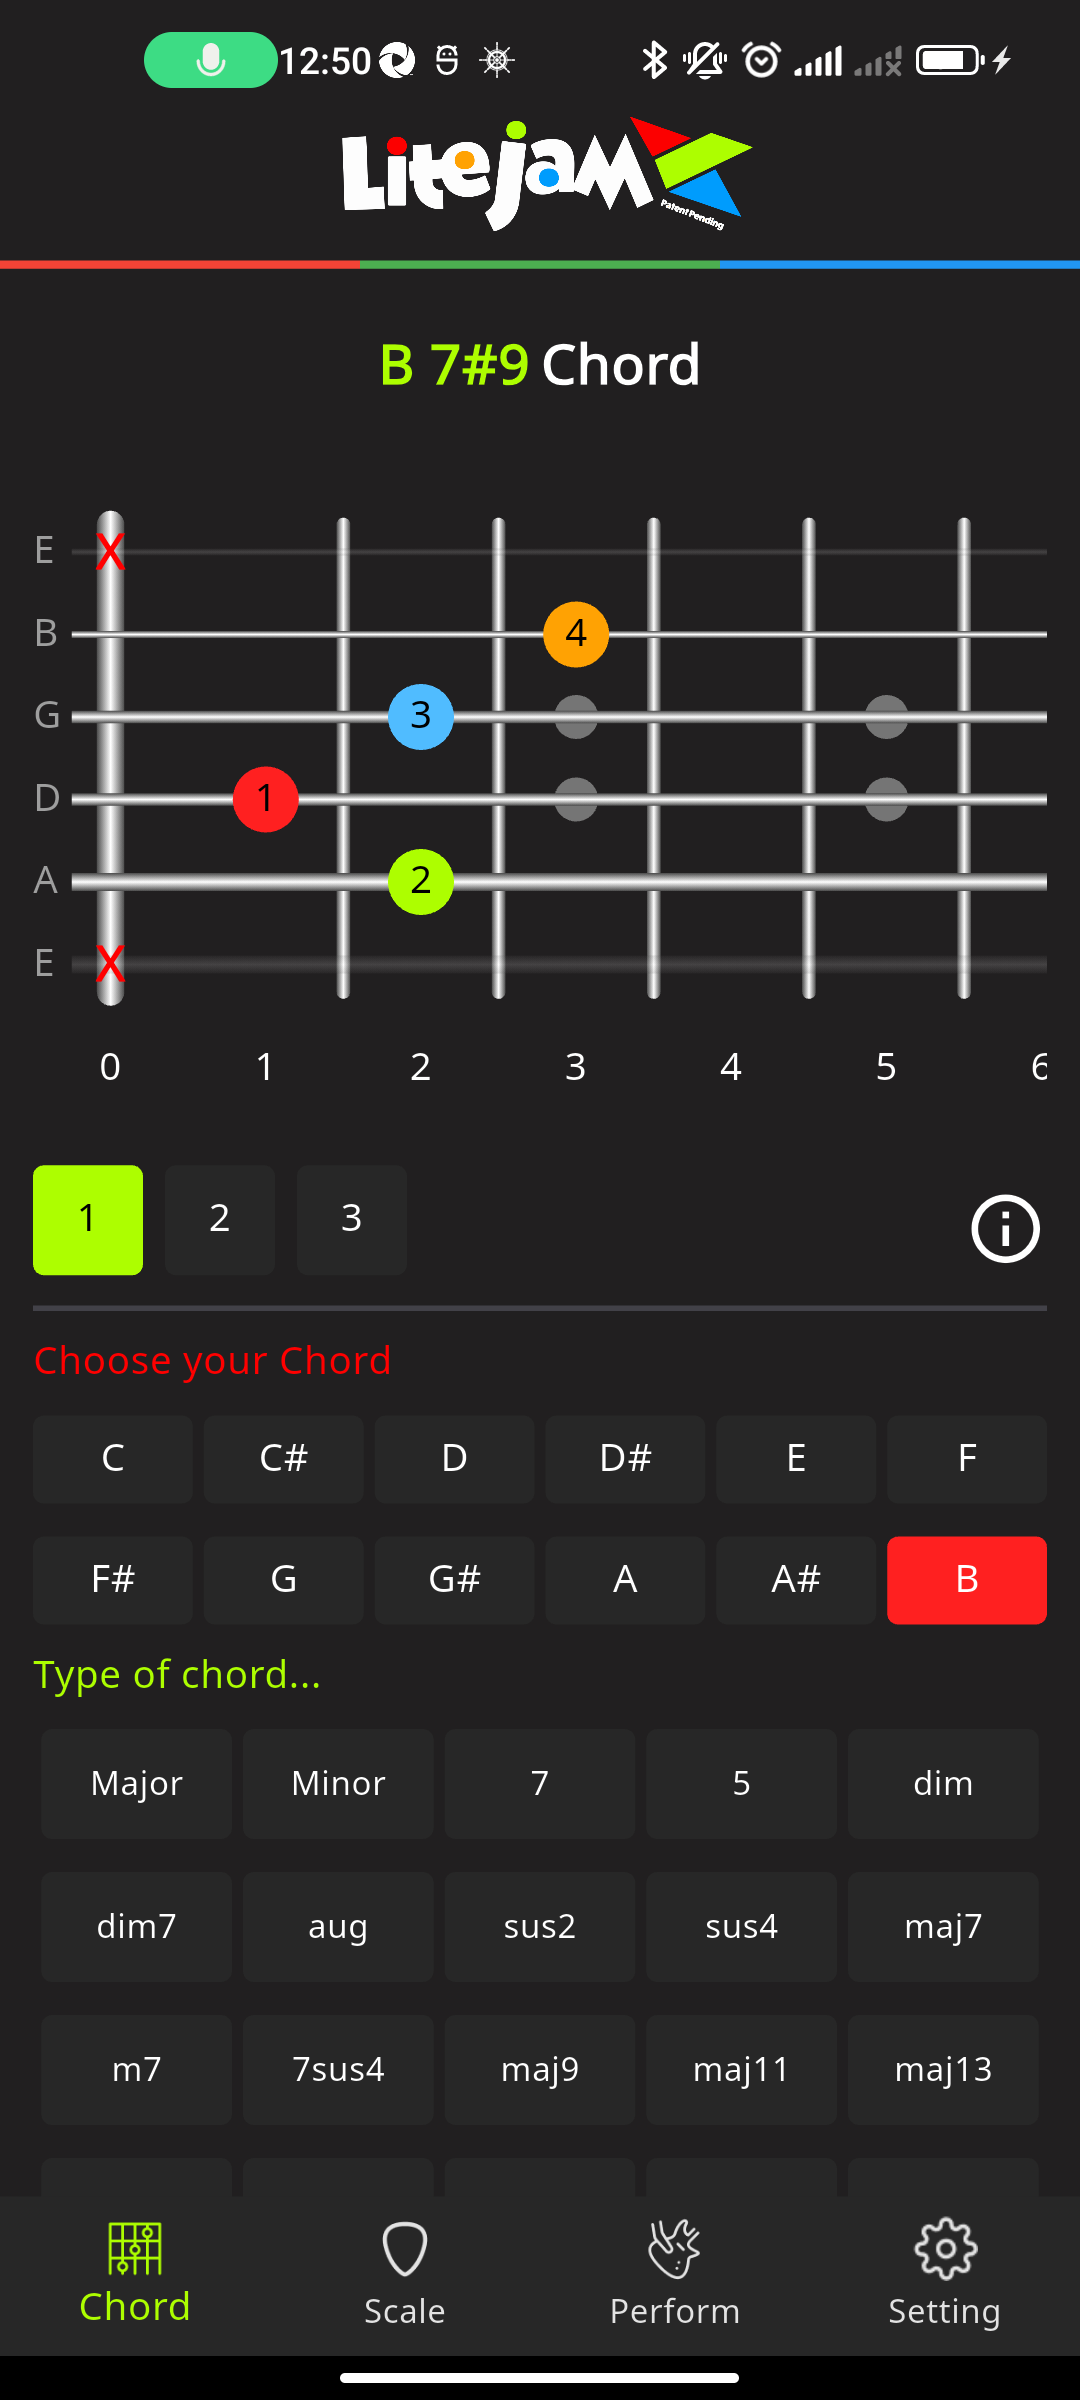 12:50
Litejam
Patent Pending
B 7#9 Chord
E X
B 4
G 3
D 1
A 2
E X
0 1 2 3 4 5 6
1 2 3 i
Choose your Chord
C C# D D# E F
F# G G# A A# B
Type of chord...
Major Minor 7 5 dim
dim7 aug sus2 sus4 maj7
m7 7sus4 maj9 maj11 maj13
Chord Scale Perform Setting